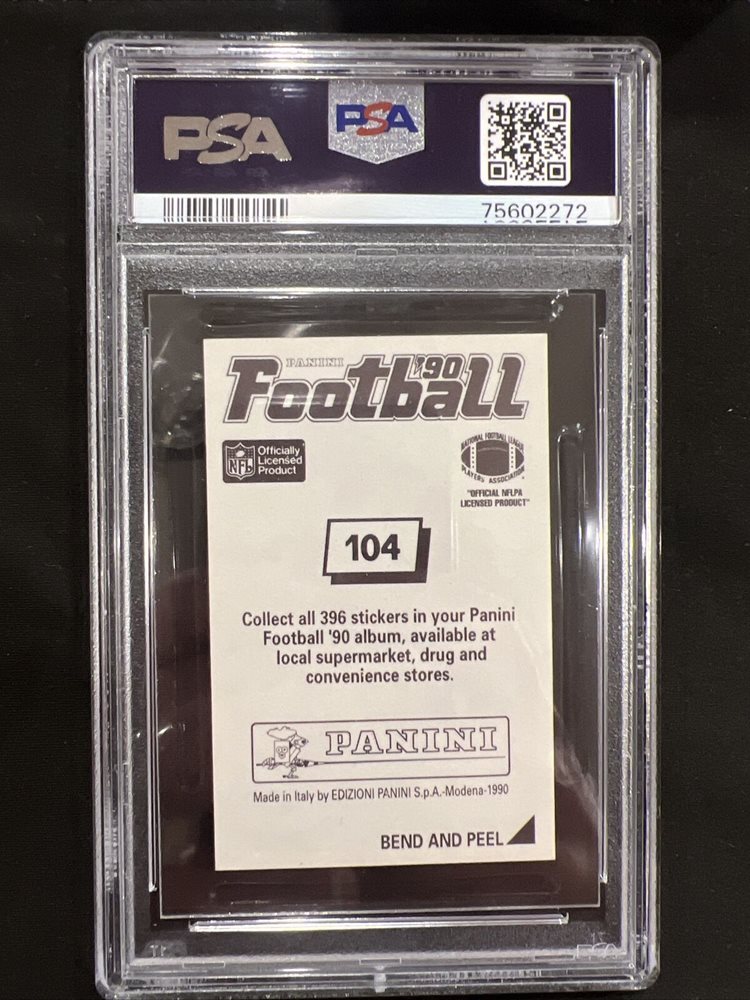 PSA
PSA
75602272
PANINI
Football '90
NFL
Officially
Licensed
Product
NATIONAL FOOTBALL LEAGUE
PLAYERS ASSOCIATION
"OFFICIAL NFLPA
LICENSED PRODUCT"
104
Collect all 396 stickers in your Panini
Football '90 album, available at
local supermarket, drug and
convenience stores.
PANINI
Made in Italy by EDIZIONI PANINI S.p.A.-Modena-1990
BEND AND PEEL
PSA